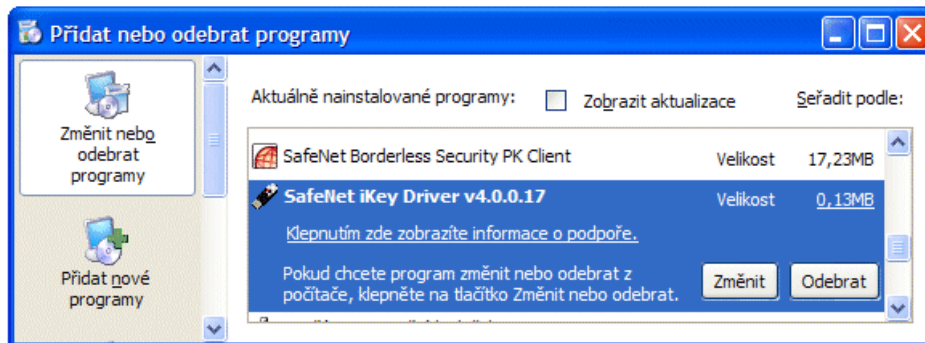 Přidat nebo odebrat programy
Změnit nebo
odebrat
programy
Přidat nové
programy
Aktuálně nainstalované programy:
Zobrazit aktualizace
Seřadit podle:
SafeNet Borderless Security PK Client Velikost 17,23MB
SafeNet iKey Driver v4.0.0.17 Velikost 0,13MB
Klepnutím zde zobrazíte informace o podpoře.
Pokud chcete program změnit nebo odebrat z
počítače, klepněte na tlačítko Změnit nebo odebrat.
Změnit
Odebrat